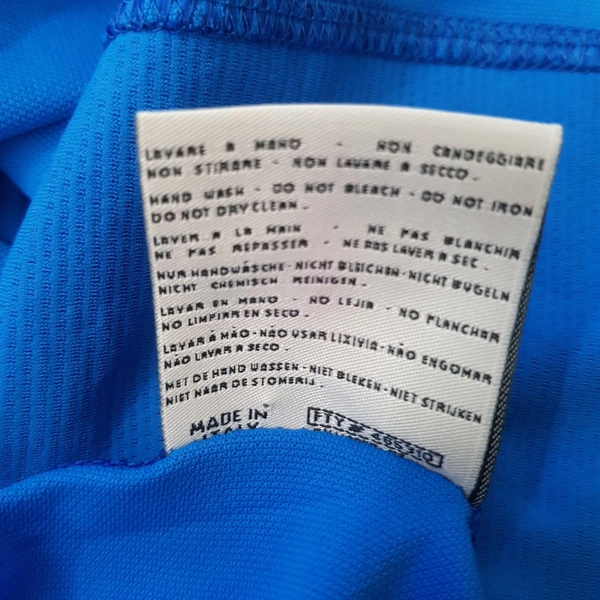 LAVARE A MANO - NON CANDEGGIARE
NON STIRARE - NON LAVARE A SECCO.
HAND WASH - DO NOT BLEACH - DO NOT IRON
DO NOT DRYCLEAN.
LAVER A LA MAIN - NE PAS BLANCHIR
NE PAS REPASSER - NE PAS LAVER A SEC.
NUR HANDWÄSCHE - NICHT BLEICHEN - NICHT BUGELN
NICHT CHEMISCH REINIGEN.
LAVAR EN MANO - NO LEJIA - NO PLANCHAR
NO LIMPIAR EN SECO.
LAVAR À MÃO - NÃO USAR LIXIVIA - NÃO ENGOMAR
NÃO LAVAR A SECO.
MET DE HAND WASSEN - NIET BLEKEN - NIET STRIJKEN
NIET NAAR DE STOMERIJ.
MADE IN
ITALY
FTY #